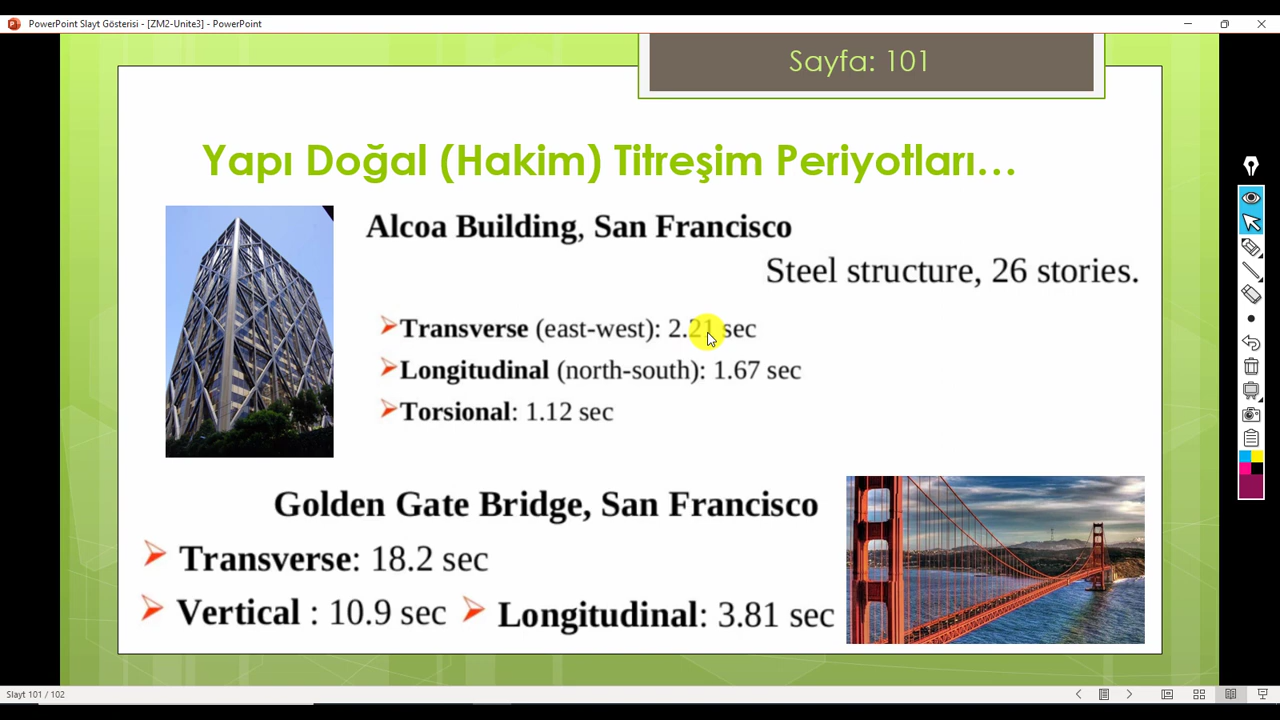 PowerPoint Slayt Gösterisi - [ZM2-Unite3] - PowerPoint
Sayfa: 101
Yapı Doğal (Hakim) Titreşim Periyotları...
Alcoa Building, San Francisco
Steel structure, 26 stories.
Transverse (east-west): 2.21 sec
Longitudinal (north-south): 1.67 sec
Torsional: 1.12 sec
Golden Gate Bridge, San Francisco
Transverse: 18.2 sec
Vertical : 10.9 sec Longitudinal: 3.81 sec
Slayt 101 / 102